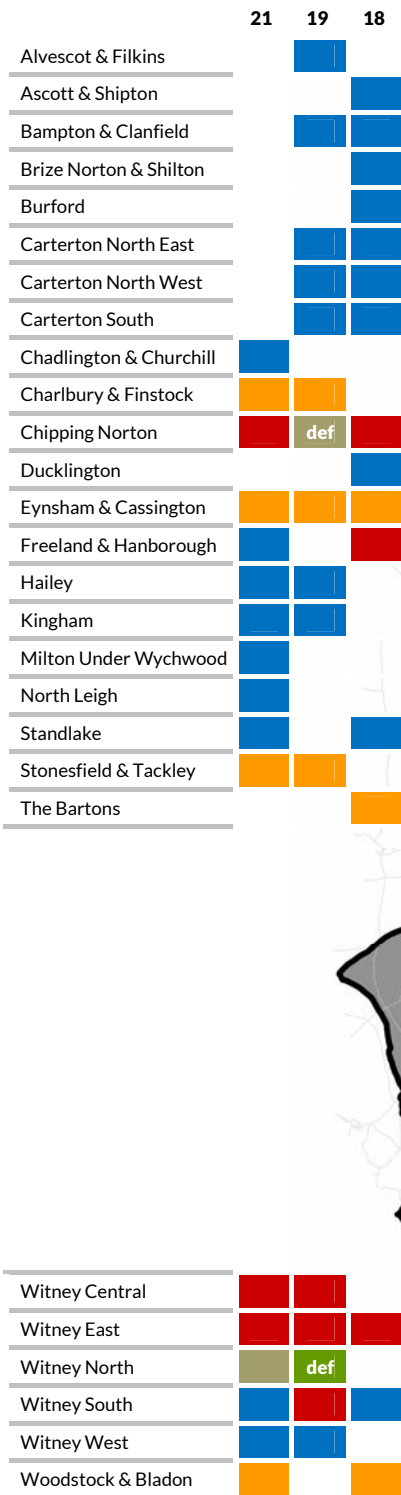 21 19 18
Alvescot & Filkins
Ascott & Shipton
Bampton & Clanfield
Brize Norton & Shilton
Burford
Carterton North East
Carterton North West
Carterton South
Chadlington & Churchill
Charlbury & Finstock
Chipping Norton def
Ducklington
Eynsham & Cassington
Freeland & Hanborough
Hailey
Kingham
Milton Under Wychwood
North Leigh
Standlake
Stonesfield & Tackley
The Bartons
Witney Central
Witney East
Witney North def
Witney South
Witney West
Woodstock & Bladon